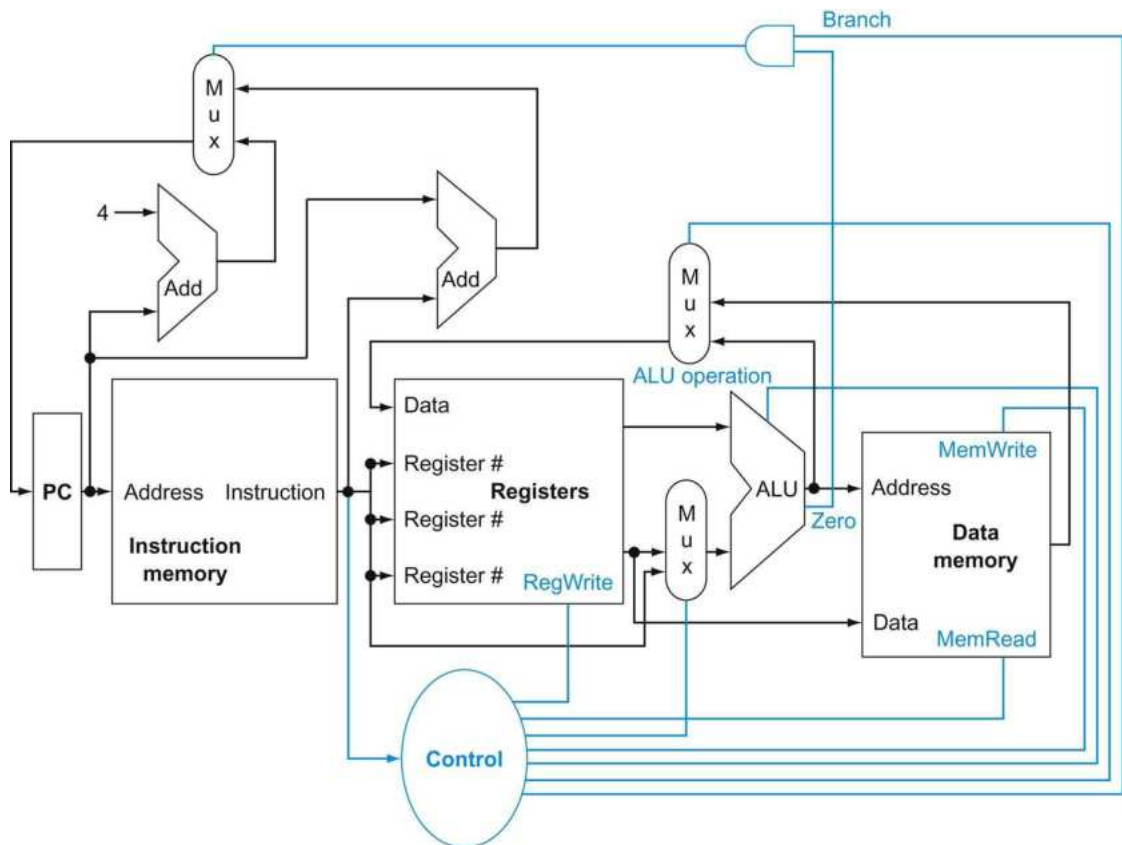 Branch
M
u
x
4
Add
Add
M
u
x
ALU operation
Data
Register #
Register #
Register #
Registers
RegWrite
PC
Address
Instruction
Instruction
memory
M
u
x
ALU
Zero
MemWrite
Address
Data
memory
Data
MemRead
Control